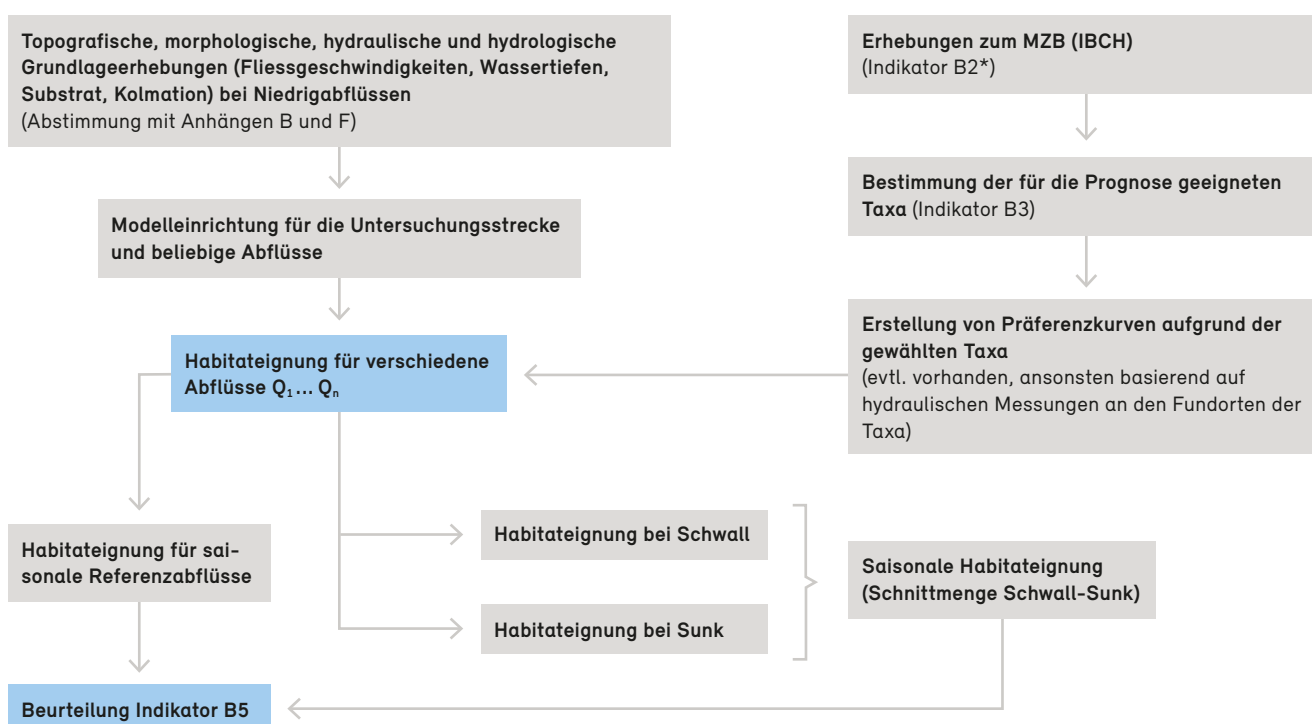 Topografische, morphologische, hydraulische und hydrologische
Grundlageerhebungen (Fliessgeschwindigkeiten, Wassertiefen,
Substrat, Kolmation) bei Niedrigabflüssen
(Abstimmung mit Anhängen B und F)
Erhebungen zum MZB (IBCH)
(Indikator B2*)
Modelleinrichtung für die Untersuchungsstrecke
und beliebige Abflüsse
Bestimmung der für die Prognose geeigneten
Taxa (Indikator B3)
Habitateignung für verschiedene
Abflüsse Q₁ ... Qₙ
Erstellung von Präferenzkurven aufgrund der
gewählten Taxa
(evtl. vorhanden, ansonsten basierend auf
hydraulischen Messungen an den Fundorten der
Taxa)
Habitateignung für sai-
sonale Referenzabflüsse
Habitateignung bei Schwall
Habitateignung bei Sunk
Saisonale Habitateignung
(Schnittmenge Schwall-Sunk)
Beurteilung Indikator B5